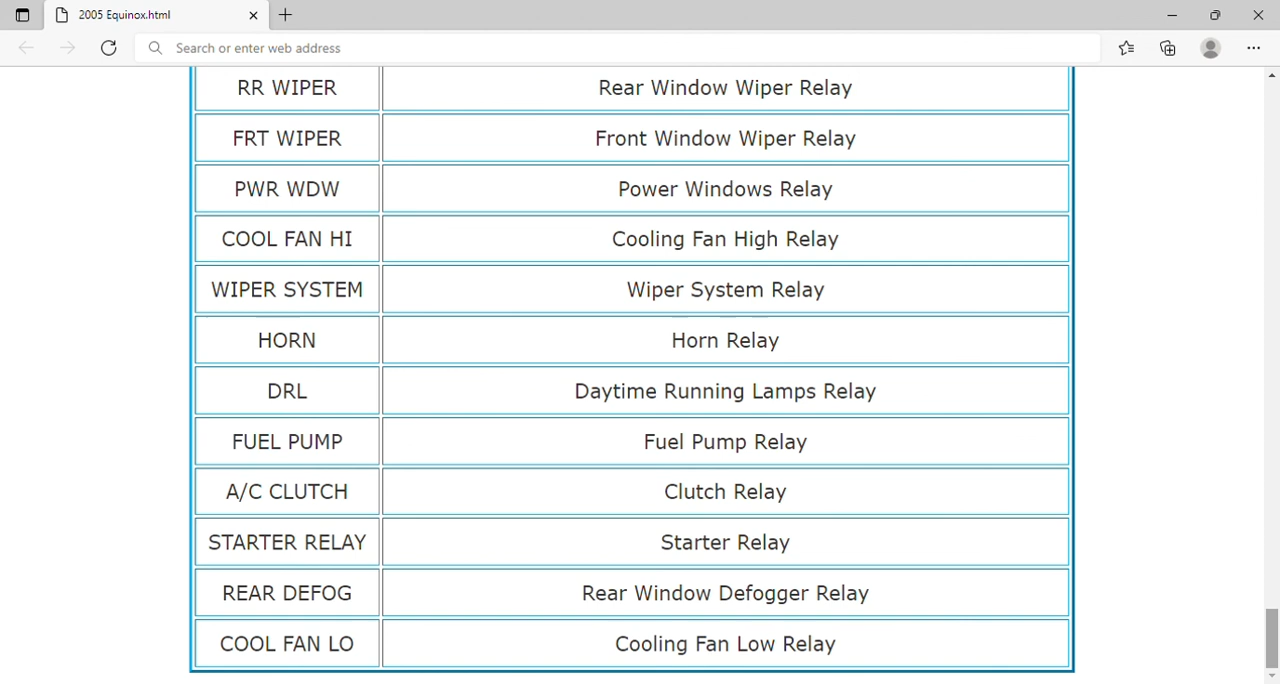 2005 Equinox.html
Search or enter web address
RR WIPER Rear Window Wiper Relay
FRT WIPER Front Window Wiper Relay
PWR WDW Power Windows Relay
COOL FAN HI Cooling Fan High Relay
WIPER SYSTEM Wiper System Relay
HORN Horn Relay
DRL Daytime Running Lamps Relay
FUEL PUMP Fuel Pump Relay
A/C CLUTCH Clutch Relay
STARTER RELAY Starter Relay
REAR DEFOG Rear Window Defogger Relay
COOL FAN LO Cooling Fan Low Relay